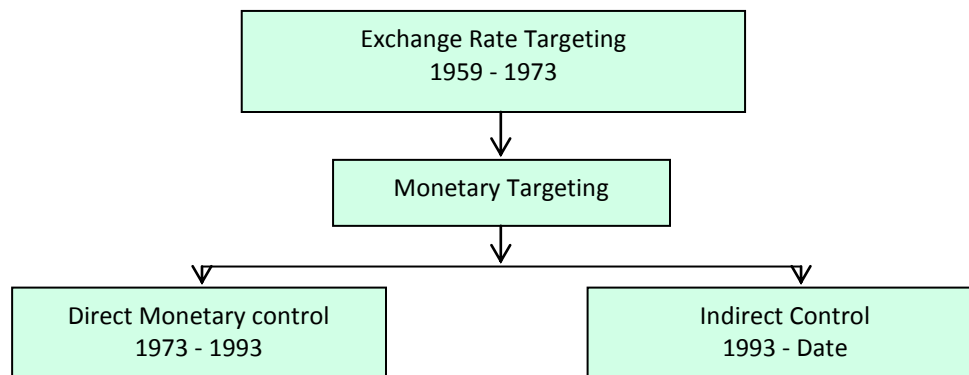 Exchange Rate Targeting
1959 - 1973
Monetary Targeting
Direct Monetary control
1973 - 1993
Indirect Control
1993 - Date